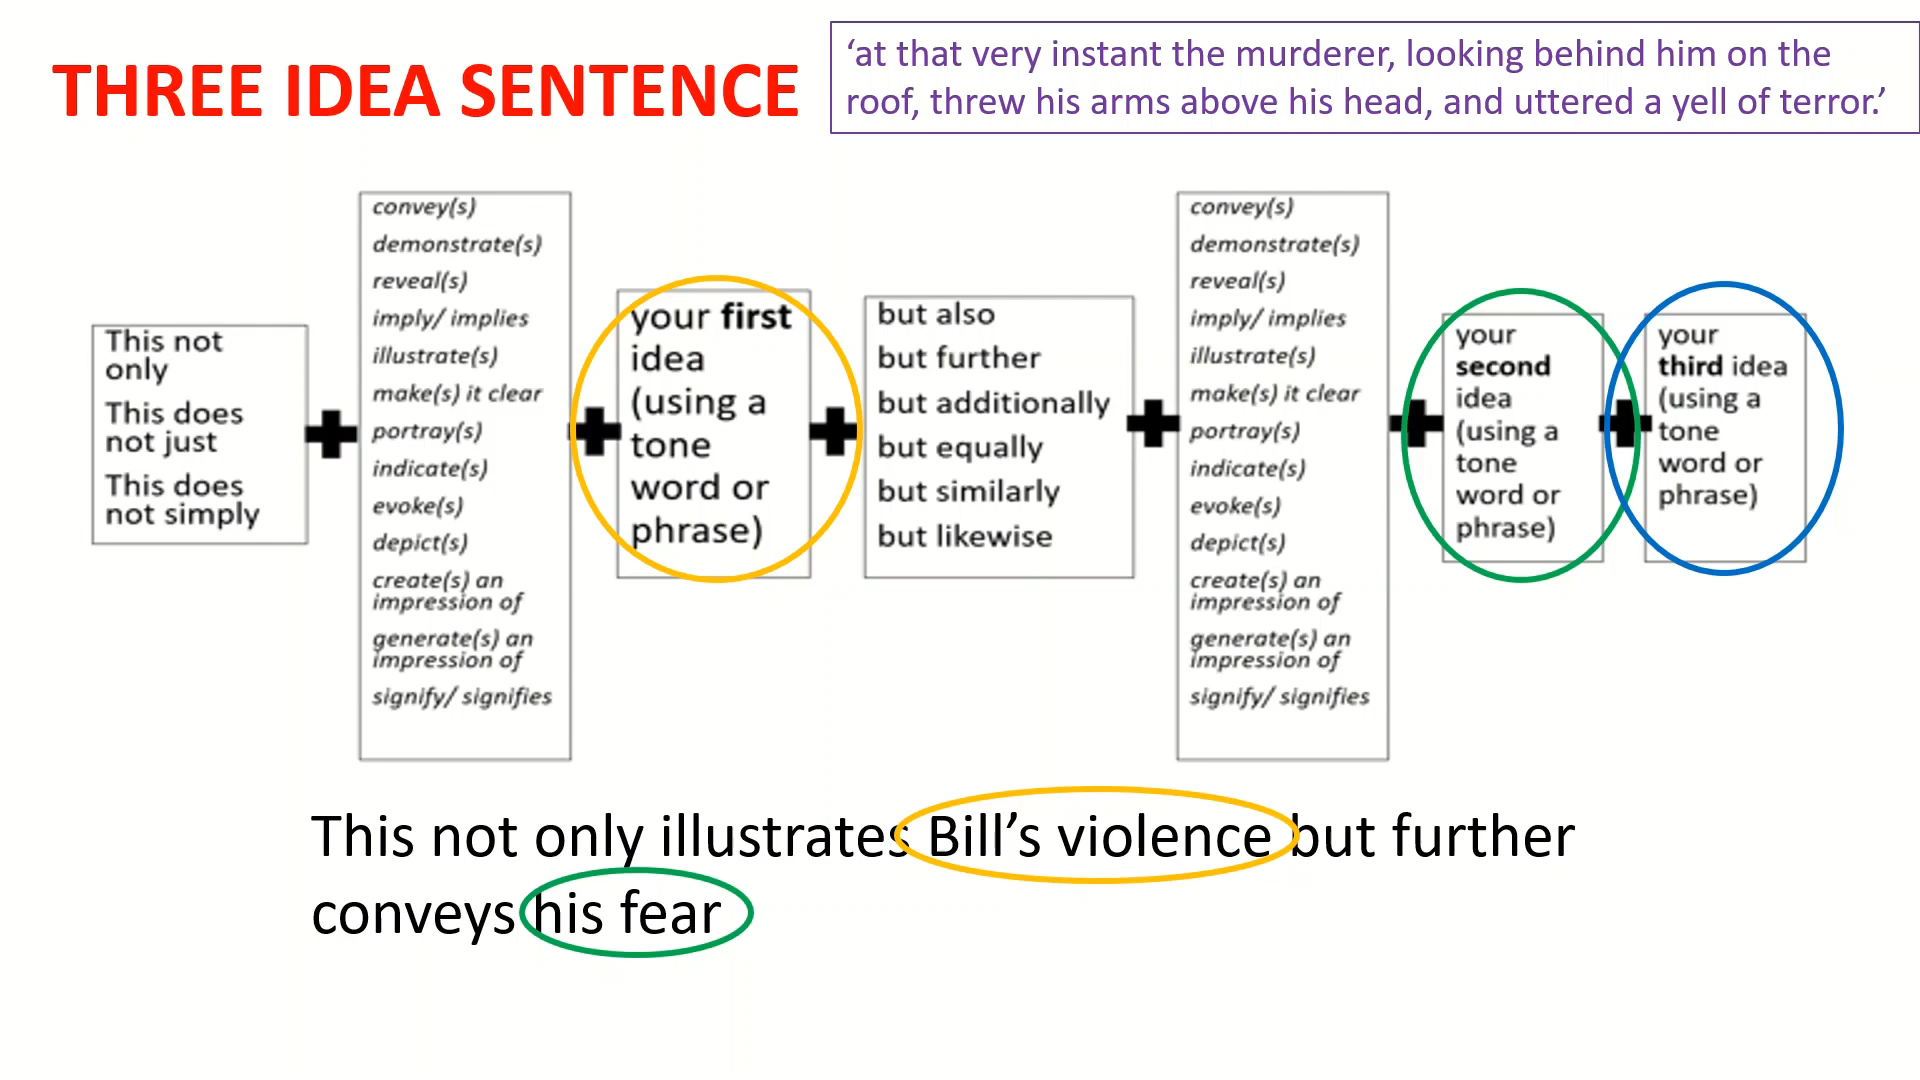 THREE IDEA SENTENCE
‘at that very instant the murderer, looking behind him on the
roof, threw his arms above his head, and uttered a yell of terror.’
This not
only
This does
not just
This does
not simply
convey(s)
demonstrate(s)
reveal(s)
imply/ implies
illustrate(s)
make(s) it clear
portray(s)
indicate(s)
evoke(s)
depict(s)
create(s) an
impression of
generate(s) an
impression of
signify/ signifies
your first
idea
(using a
tone
word or
phrase)
but also
but further
but additionally
but equally
but similarly
but likewise
convey(s)
demonstrate(s)
reveal(s)
imply/ implies
illustrate(s)
make(s) it clear
portray(s)
indicate(s)
evoke(s)
depict(s)
create(s) an
impression of
generate(s) an
impression of
signify/ signifies
your
second
idea
(using a
tone
word or
phrase)
your
third idea
(using a
tone
word or
phrase)
This not only illustrates Bill’s violence but further
conveys his fear